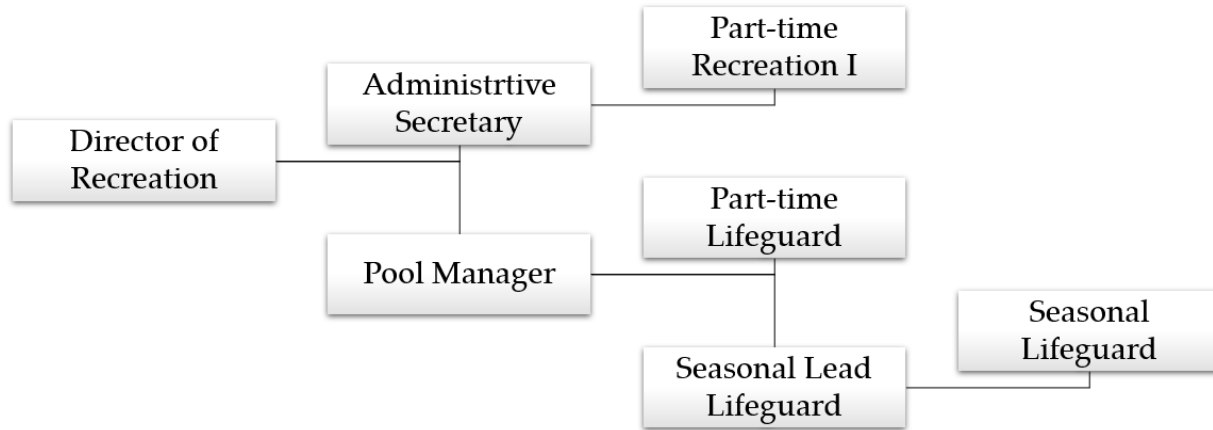 Part-time
Recreation I
Administrtive
Secretary
Director of
Recreation
Part-time
Lifeguard
Pool Manager
Seasonal
Lifeguard
Seasonal Lead
Lifeguard